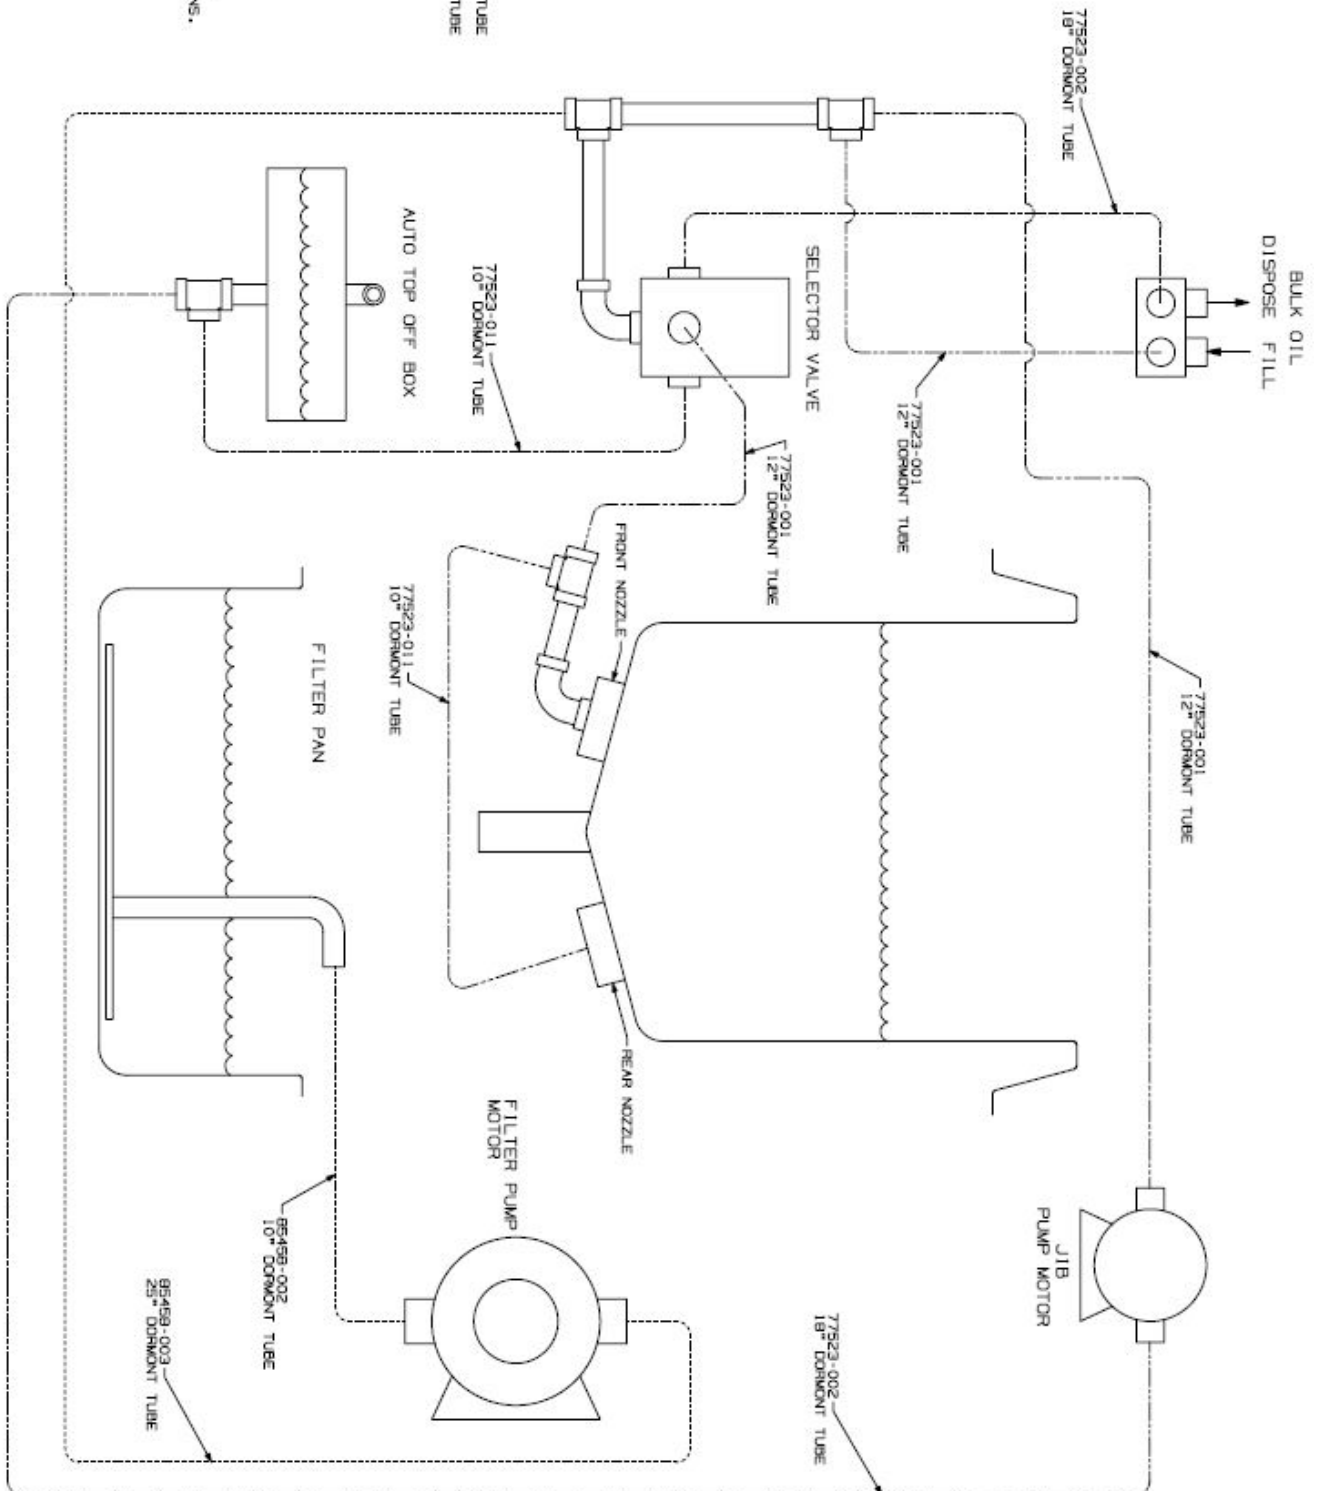 TUBE
TUBE
NS.
77523-002
18" DORMONT TUBE
BULK OIL
DISPOSE FILL
SELECTOR VALVE
AUTO TOP OFF BOX
77523-011
10" DORMONT TUBE
77523-001
12" DORMONT TUBE
77523-001
12" DORMONT TUBE
FRONT NOZZLE
77523-011
10" DORMONT TUBE
FILTER PAN
77523-001
12" DORMONT TUBE
REAR NOZZLE
FILTER PUMP
MOTOR
JIB
PUMP MOTOR
85458-002
10" DORMONT TUBE
85458-003
25" DORMONT TUBE
77523-002
18" DORMONT TUBE